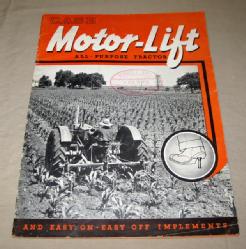 CASE
Motor-Lift
ALL-PURPOSE TRACTOR
AND EASY-ON-EASY OFF IMPLEMENTS